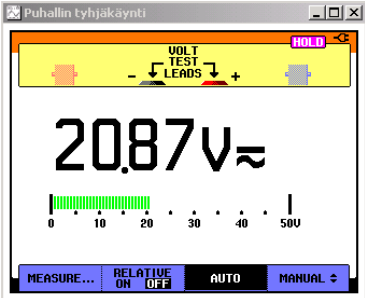 Puhallin tyhjäkäynti
HOLD
VOLT
TEST
- LEADS +
20.87V≂
0 10 20 30 40 50V
MEASURE... RELATIVE ON OFF AUTO MANUAL